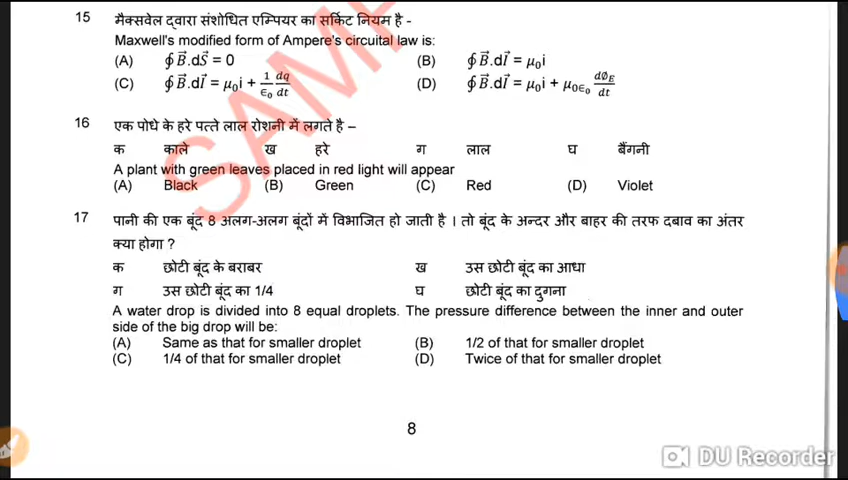 15 मैक्सवेल द्वारा संशोधित एम्पियर का सर्किट नियम है -
Maxwell's modified form of Ampere's circuital law is:
(A) ∮B⃗.dS⃗ = 0 (B) ∮B⃗.dI⃗ = μ₀i
(C) ∮B⃗.dI⃗ = μ₀i + 1/ϵ₀ dq/dt (D) ∮B⃗.dI⃗ = μ₀i + μ₀ϵ₀ dØ_E/dt
16 एक पोधे के हरे पत्ते लाल रोशनी में लगते है –
क काले ख हरे ग लाल घ बैंगनी
A plant with green leaves placed in red light will appear
(A) Black (B) Green (C) Red (D) Violet
17 पानी की एक बूंद 8 अलग-अलग बूंदों में विभाजित हो जाती है । तो बूंद के अन्दर और बाहर की तरफ दबाव का अंतर
क्या होगा ?
क छोटी बूंद के बराबर ख उस छोटी बूंद का आधा
ग उस छोटी बूंद का 1/4 घ छोटी बूंद का दुगना
A water drop is divided into 8 equal droplets. The pressure difference between the inner and outer
side of the big drop will be:
(A) Same as that for smaller droplet (B) 1/2 of that for smaller droplet
(C) 1/4 of that for smaller droplet (D) Twice of that for smaller droplet
8
DU Recorder